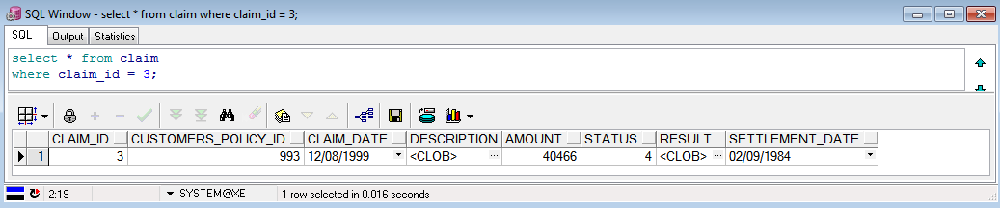 SQL Window - select * from claim where claim_id = 3;
SQL Output Statistics
select * from claim
where claim_id = 3;
CLAIM_ID CUSTOMERS_POLICY_ID CLAIM_DATE DESCRIPTION AMOUNT STATUS RESULT SETTLEMENT_DATE
1 3 993 12/08/1999 <CLOB> ... 40466 4 <CLOB> ... 02/09/1984
2:19 SYSTEM@XE 1 row selected in 0.016 seconds